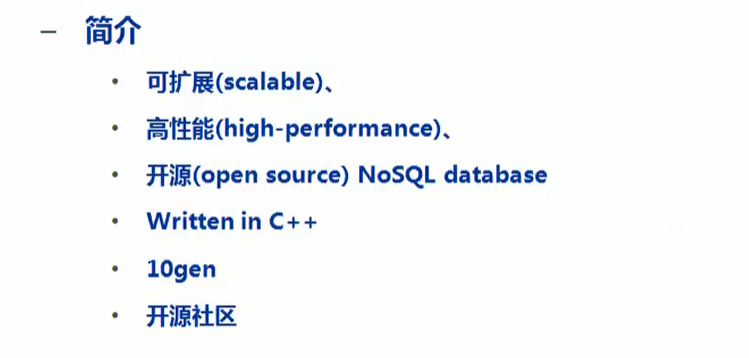 – 简介
• 可扩展(scalable)、
• 高性能(high-performance)、
• 开源(open source) NoSQL database
• Written in C++
• 10gen
• 开源社区